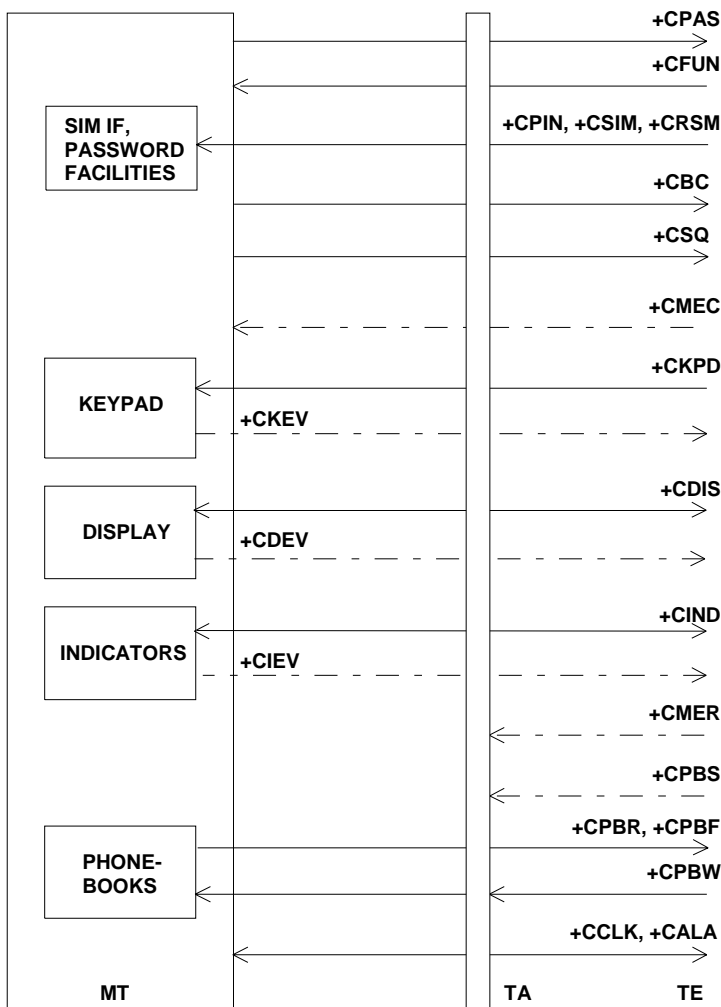 +CPAS
+CFUN
SIM IF,
PASSWORD
FACILITIES
+CPIN, +CSIM, +CRSM
+CBC
+CSQ
+CMEC
+CKPD
KEYPAD
+CKEV
+CDIS
DISPLAY
+CDEV
+CIND
INDICATORS
+CIEV
+CMER
+CPBS
+CPBR, +CPBF
PHONE-
BOOKS
+CPBW
+CCLK, +CALA
MT
TA
TE